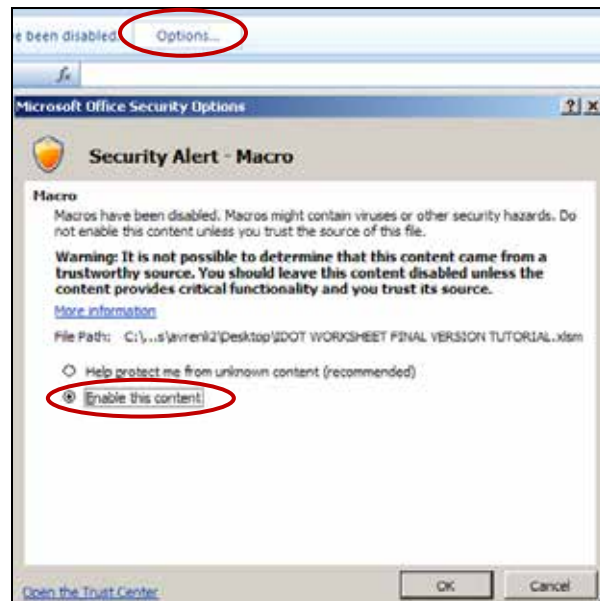 e been disabled. Options...
fx
Microsoft Office Security Options ? x
Security Alert - Macro
Macro
Macros have been disabled. Macros might contain viruses or other security hazards. Do
not enable this content unless you trust the source of this file.
Warning: It is not possible to determine that this content came from a
trustworthy source. You should leave this content disabled unless the
content provides critical functionality and you trust its source.
More information
File Path: C:\...s\avrenli2\Desktop\IDOT WORKSHEET FINAL VERSION TUTORIAL.xlsm
Help protect me from unknown content (recommended)
Enable this content
Open the Trust Center OK Cancel